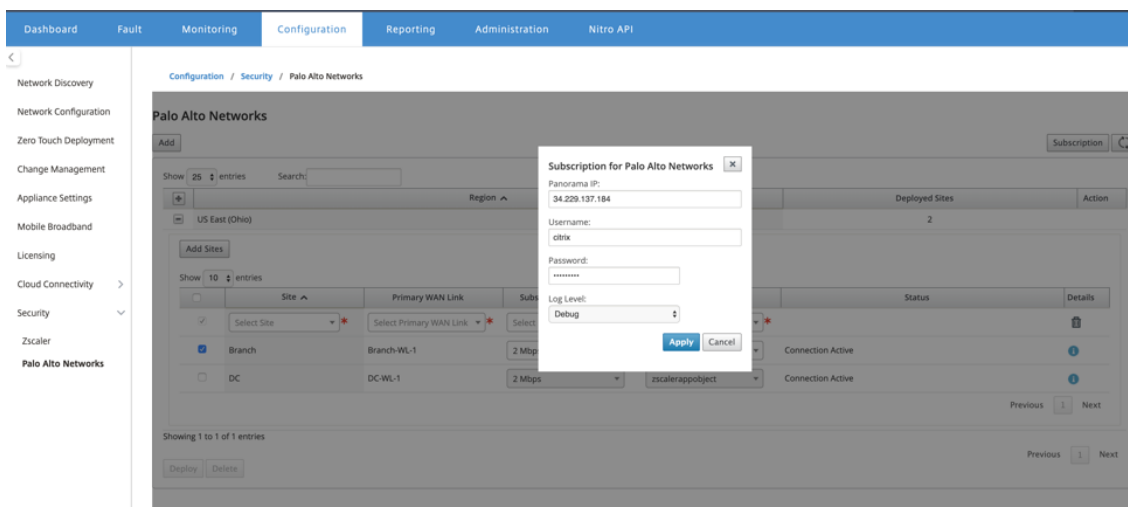 Dashboard Fault Monitoring Configuration Reporting Administration Nitro API
Configuration / Security / Palo Alto Networks
Network Discovery
Network Configuration
Zero Touch Deployment
Change Management
Appliance Settings
Mobile Broadband
Licensing
Cloud Connectivity
Security
Zscaler
Palo Alto Networks
Palo Alto Networks
Add Subscription
Show 25 entries Search:
Region Deployed Sites Action
US East (Ohio) 2
Add Sites
Show 10 entries
Site Primary WAN Link Subs Status Details
Select Site * Select Primary WAN Link * Select *
Branch Branch-WL-1 2 Mbp Connection Active
DC DC-WL-1 2 Mbps zscalerappobject Connection Active
Previous 1 Next
Showing 1 to 1 of 1 entries
Previous 1 Next
Deploy Delete
Subscription for Palo Alto Networks x
Panorama IP:
34.229.137.184
Username:
citrix
Password:
•••••••••
Log Level:
Debug
Apply Cancel